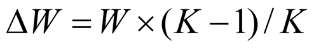 ΔW = W × (K − 1) / K